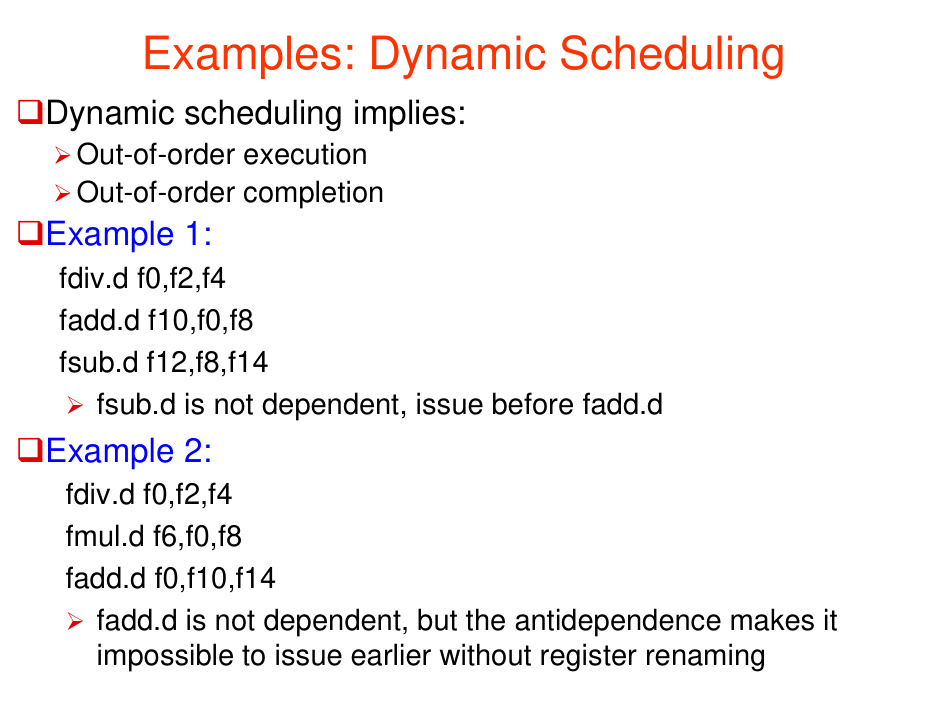 Examples: Dynamic Scheduling
Dynamic scheduling implies:
Out-of-order execution
Out-of-order completion
Example 1:
fdiv.d f0,f2,f4
fadd.d f10,f0,f8
fsub.d f12,f8,f14
fsub.d is not dependent, issue before fadd.d
Example 2:
fdiv.d f0,f2,f4
fmul.d f6,f0,f8
fadd.d f0,f10,f14
fadd.d is not dependent, but the antidependence makes it
impossible to issue earlier without register renaming